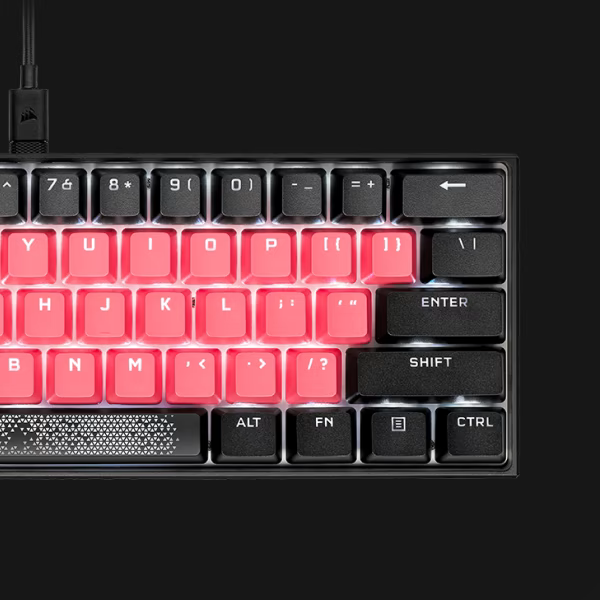 ^ 7& 8* 9( 0) -_ =+ ←
Y U I O P [{ ]} \|
H J K L ;: '" ENTER
B N M ,< .> /? SHIFT
ALT FN CTRL